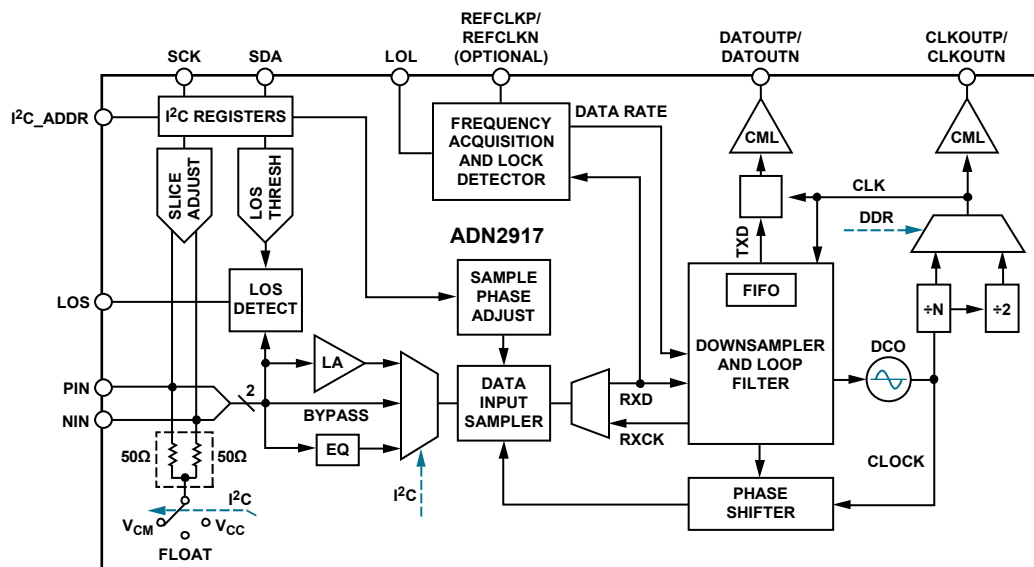 REFCLKP/
REFCLKN
(OPTIONAL)
DATOUTP/
DATOUTN
CLKOUTP/
CLKOUTN
SCK
SDA
LOL
I²C_ADDR
I²C REGISTERS
FREQUENCY
ACQUISITION
AND LOCK
DETECTOR
DATA RATE
CML
CML
SLICE
ADJUST
LOS
THRESH
CLK
DDR
TXD
ADN2917
LOS
LOS
DETECT
SAMPLE
PHASE
ADJUST
FIFO
÷N
÷2
DOWNSAMPLER
AND LOOP
FILTER
DCO
LA
PIN
NIN
2
BYPASS
DATA
INPUT
SAMPLER
RXD
RXCK
EQ
50Ω
50Ω
I²C
I²C
CLOCK
PHASE
SHIFTER
VCM
VCC
FLOAT